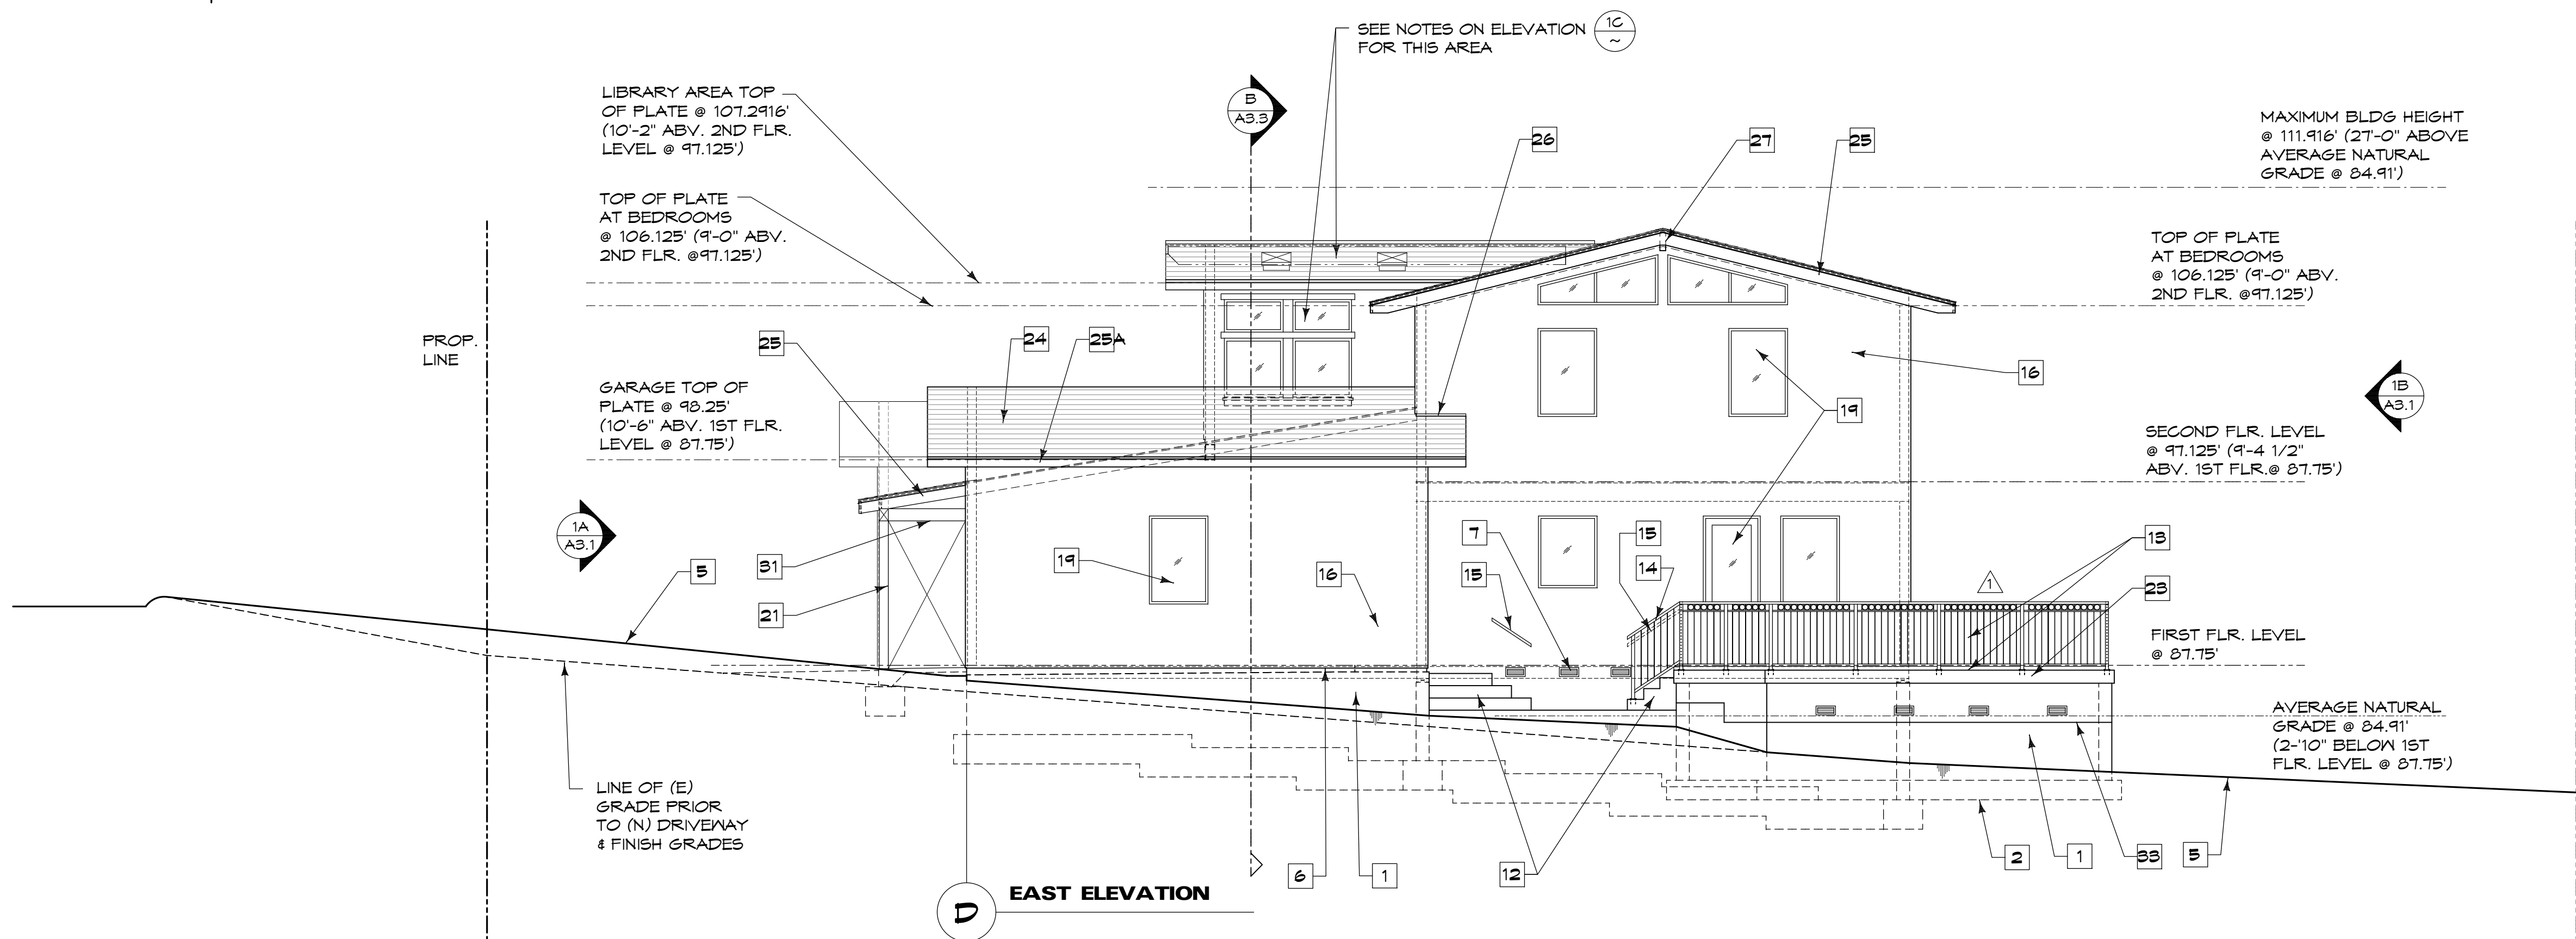 SEE NOTES ON ELEVATION
FOR THIS AREA
1C
~
LIBRARY AREA TOP
OF PLATE @ 107.2916'
(10'-2" ABV. 2ND FLR.
LEVEL @ 97.125')
B
A3.3
26
27
25
MAXIMUM BLDG HEIGHT
@ 111.916' (27'-0" ABOVE
AVERAGE NATURAL
GRADE @ 84.91')
TOP OF PLATE
AT BEDROOMS
@ 106.125' (9'-0" ABV.
2ND FLR. @97.125')
TOP OF PLATE
AT BEDROOMS
@ 106.125' (9'-0" ABV.
2ND FLR. @97.125')
PROP.
LINE
25
24
25A
16
GARAGE TOP OF
PLATE @ 98.25'
(10'-6" ABV. 1ST FLR.
LEVEL @ 87.75')
19
1B
A3.1
SECOND FLR. LEVEL
@ 97.125' (9'-4 1/2"
ABV. 1ST FLR.@ 87.75')
1A
A3.1
5
31
21
19
16
7
15
15
14
13
1
23
FIRST FLR. LEVEL
@ 87.75'
AVERAGE NATURAL
GRADE @ 84.91'
(2-'10" BELOW 1ST
FLR. LEVEL @ 87.75')
LINE OF (E)
GRADE PRIOR
TO (N) DRIVEWAY
& FINISH GRADES
6
1
12
2
1
33
5
D
EAST ELEVATION